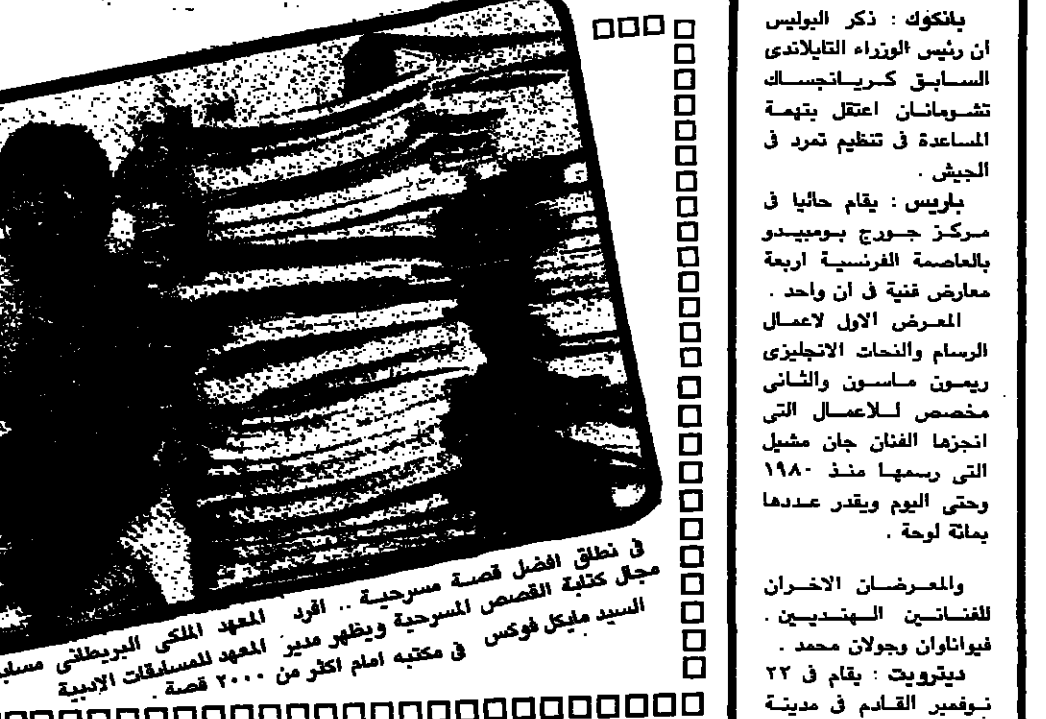 بانكوك : ذكر البوليس
أن رئيس الوزراء التايلاندى
السابق كريانجساك
تشومانان اعتقل بتهمة
المساعدة فى تنظيم تمرد فى
الجيش .
باريس : يقام حاليا فى
مركز جورج بومبيدو
بالعاصمة الفرنسية اربعة
معارض فنية فى ان واحد .
المعرض الاول لاعمال
الرسام والنحات الانجليزى
ريمون ماسون والثانى
مخصص للاعمال التى
انجزها الفنان جان مشيل
التى رسمها منذ ١٩٨٠
وحتى اليوم ويقدر عددها
بمائة لوحة .
والمعرضان الاخران
للفنانين الهنديين .
فيواناوان وجولان محمد .
ديترويت : يقام فى ٢٢
نوفمبر القادم فى مدينة
فى نطاق افضل قصة مسرحية .. افرد المعهد الملكى البريطانى
مجال كتابة القصص المسرحية ويظهر مدير المعهد للمسابقات الادبية
السيد مايكل فوكس فى مكتبه امام اكثر من ٢٠٠٠ قصة .